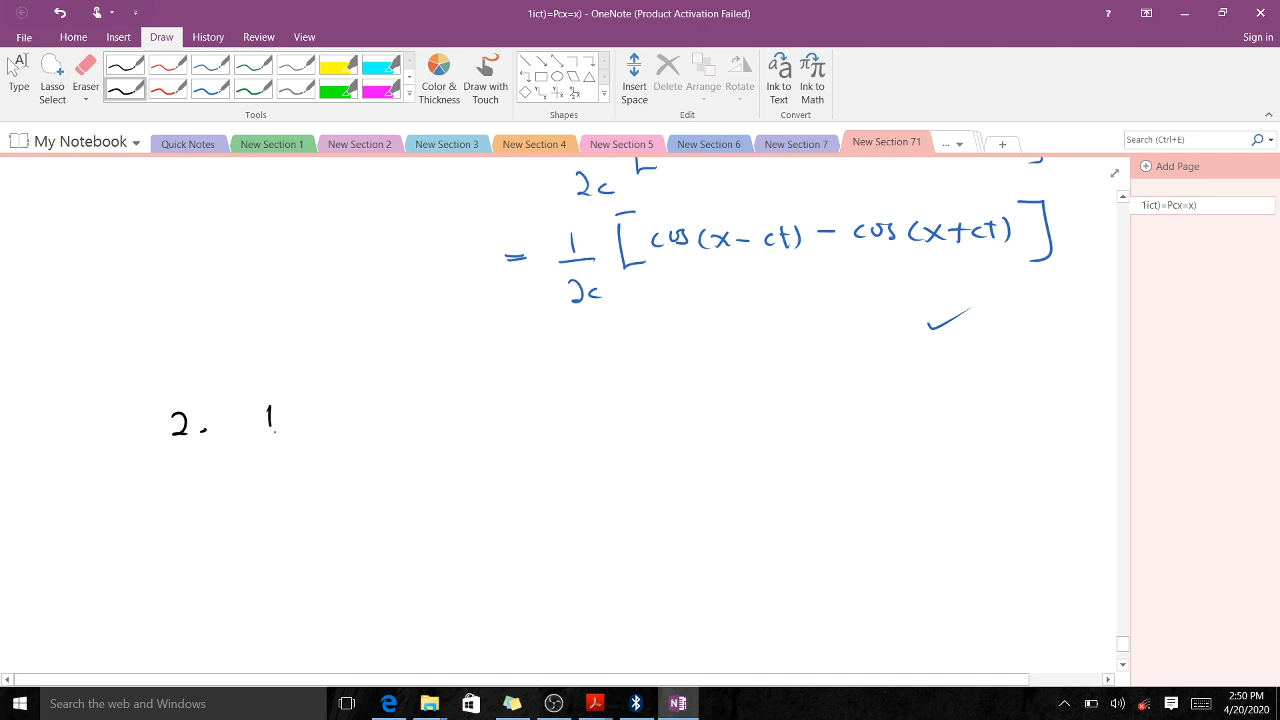 1ict)=Pcx=x) - OneNote (Product Activation Failed)
File Home Insert Draw History Review View Sign in
Type Lasso Select Eraser Color & Thickness Draw with Touch Insert Space Delete Arrange Rotate Ink to Text Ink to Math
Tools Shapes Edit Convert
My Notebook Quick Notes New Section 1 New Section 2 New Section 3 New Section 4 New Section 5 New Section 6 New Section 7 New Section 71 ... Search (Ctrl+E)
Add Page
1ict)=Pcx=x)
2c [
= 1/2c [cos(x-ct) - cos(x+ct)]
✓
2. 1
Search the web and Windows
2:50 PM
4/20/2020